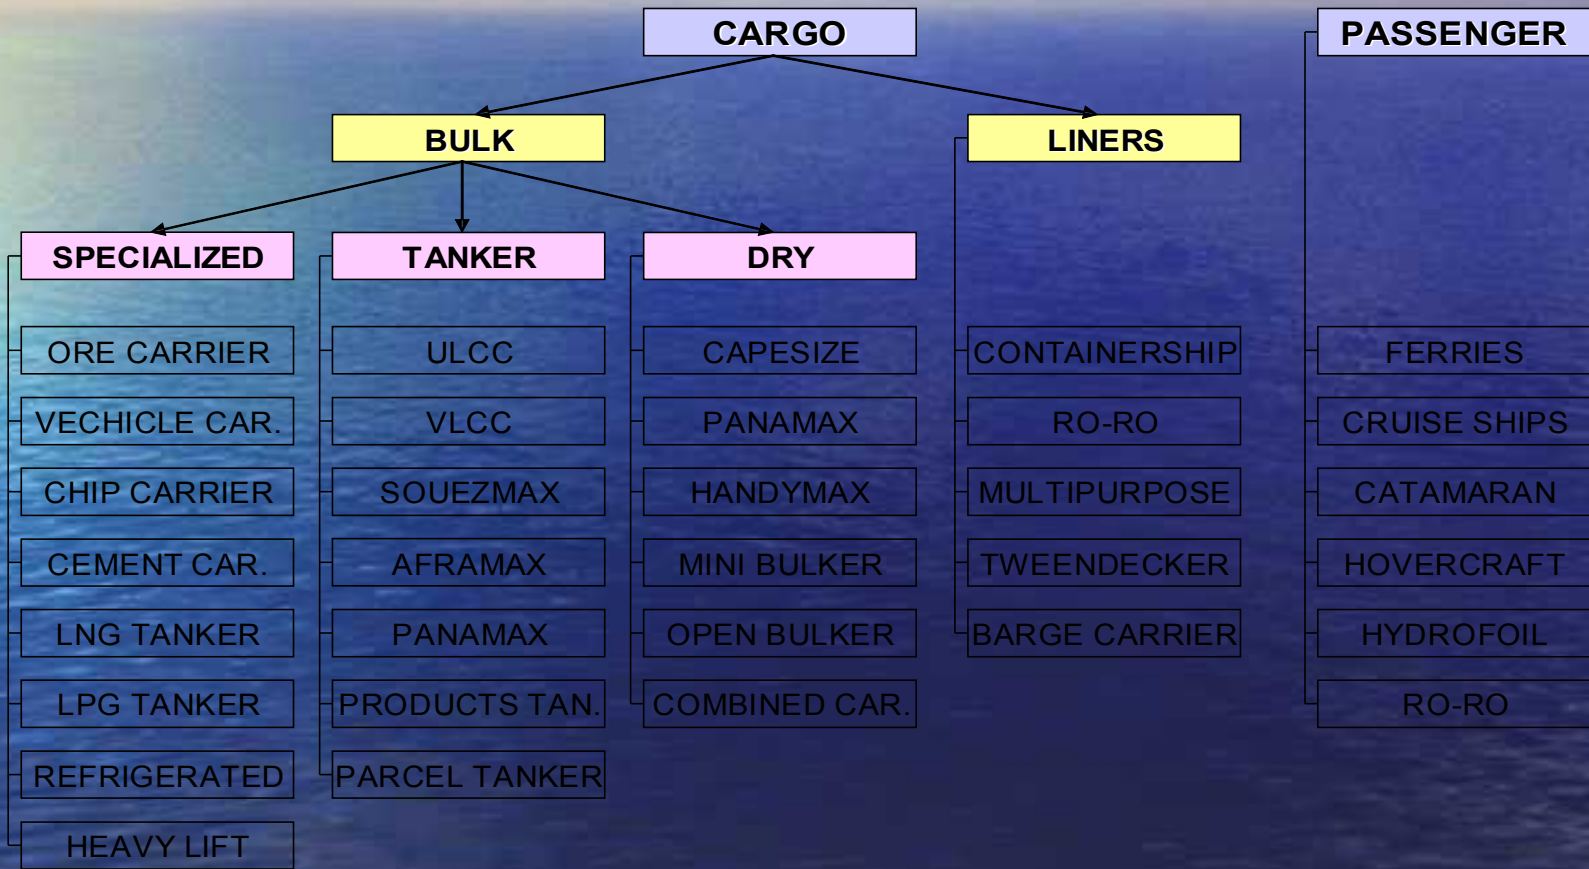 CARGO
PASSENGER
BULK
LINERS
SPECIALIZED
TANKER
DRY
ORE CARRIER
ULCC
CAPESIZE
CONTAINERSHIP
FERRIES
VECHICLE CAR.
VLCC
PANAMAX
RO-RO
CRUISE SHIPS
CHIP CARRIER
SOUEZMAX
HANDYMAX
MULTIPURPOSE
CATAMARAN
CEMENT CAR.
AFRAMAX
MINI BULKER
TWEENDECKER
HOVERCRAFT
LNG TANKER
PANAMAX
OPEN BULKER
BARGE CARRIER
HYDROFOIL
LPG TANKER
PRODUCTS TAN.
COMBINED CAR.
RO-RO
REFRIGERATED
PARCEL TANKER
HEAVY LIFT